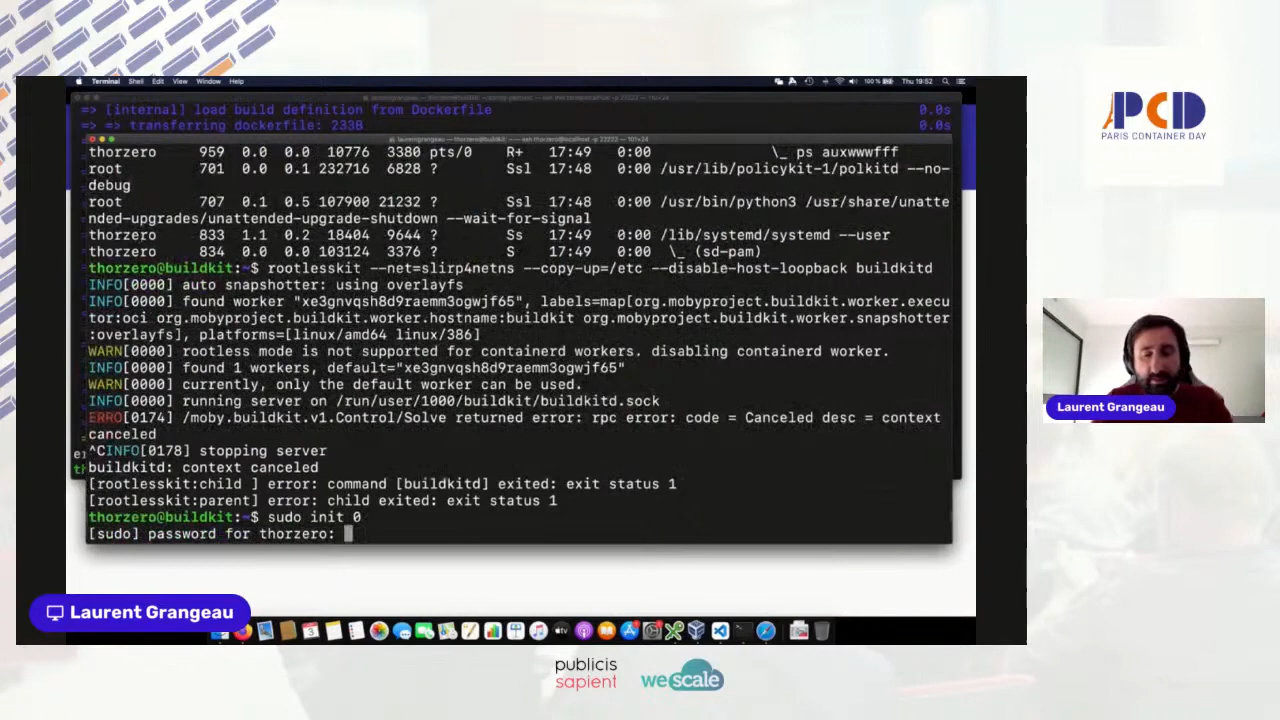 Terminal Shell Edit View Window Help
100 % Thu 19:52
=> [internal] load build definition from Dockerfile 0.0s
=> => transferring dockerfile: 233B 0.0s
thorzero 959 0.0 0.0 10776 3380 pts/0 R+ 17:49 0:00 \_ ps auxwwwfff
root 701 0.0 0.1 232716 6828 ? Ssl 17:48 0:00 /usr/lib/policykit-1/polkitd --no-
debug
root 707 0.1 0.5 107900 21232 ? Ssl 17:48 0:00 /usr/bin/python3 /usr/share/unatte
nded-upgrades/unattended-upgrade-shutdown --wait-for-signal
thorzero 833 1.1 0.2 18404 9644 ? Ss 17:49 0:00 /lib/systemd/systemd --user
thorzero 834 0.0 0.0 103124 3376 ? S 17:49 0:00 \_ (sd-pam)
thorzero@buildkit:~$ rootlesskit --net=slirp4netns --copy-up=/etc --disable-host-loopback buildkitd
INFO[0000] auto snapshotter: using overlayfs
INFO[0000] found worker "xe3gnvqsh8d9raemm3ogwjf65", labels=map[org.mobyproject.buildkit.worker.execu
tor:oci org.mobyproject.buildkit.worker.hostname:buildkit org.mobyproject.buildkit.worker.snapshotter
:overlayfs], platforms=[linux/amd64 linux/386]
WARN[0000] rootless mode is not supported for containerd workers. disabling containerd worker.
INFO[0000] found 1 workers, default="xe3gnvqsh8d9raemm3ogwjf65"
WARN[0000] currently, only the default worker can be used.
INFO[0000] running server on /run/user/1000/buildkit/buildkitd.sock
ERRO[0174] /moby.buildkit.v1.Control/Solve returned error: rpc error: code = Canceled desc = context
canceled
^CINFO[0178] stopping server
buildkitd: context canceled
[rootlesskit:child ] error: command [buildkitd] exited: exit status 1
[rootlesskit:parent] error: child exited: exit status 1
thorzero@buildkit:~$ sudo init 0
[sudo] password for thorzero:
Laurent Grangeau
PCD
PARIS CONTAINER DAY
Laurent Grangeau
publicis
sapient
wescale